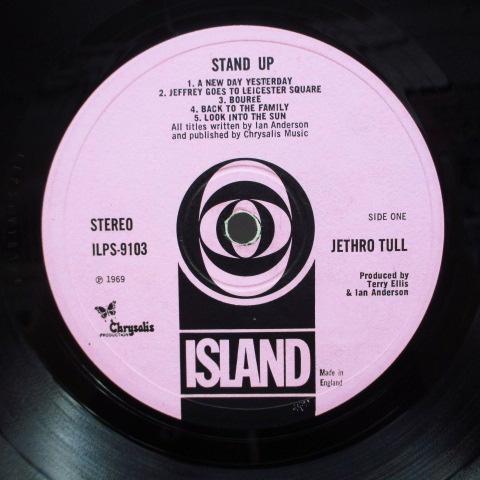 STAND UP
1. A NEW DAY YESTERDAY
2. JEFFREY GOES TO LEICESTER SQUARE
3. BOUREÉ
4. BACK TO THE FAMILY
5. LOOK INTO THE SUN
All titles written by Ian Anderson
and published by Chrysalis Music
STEREO
ILPS-9103
℗ 1969
SIDE ONE
JETHRO TULL
Produced by
Terry Ellis
& Ian Anderson
Chrysalis
PRODUCTION
ISLAND
Made in
England